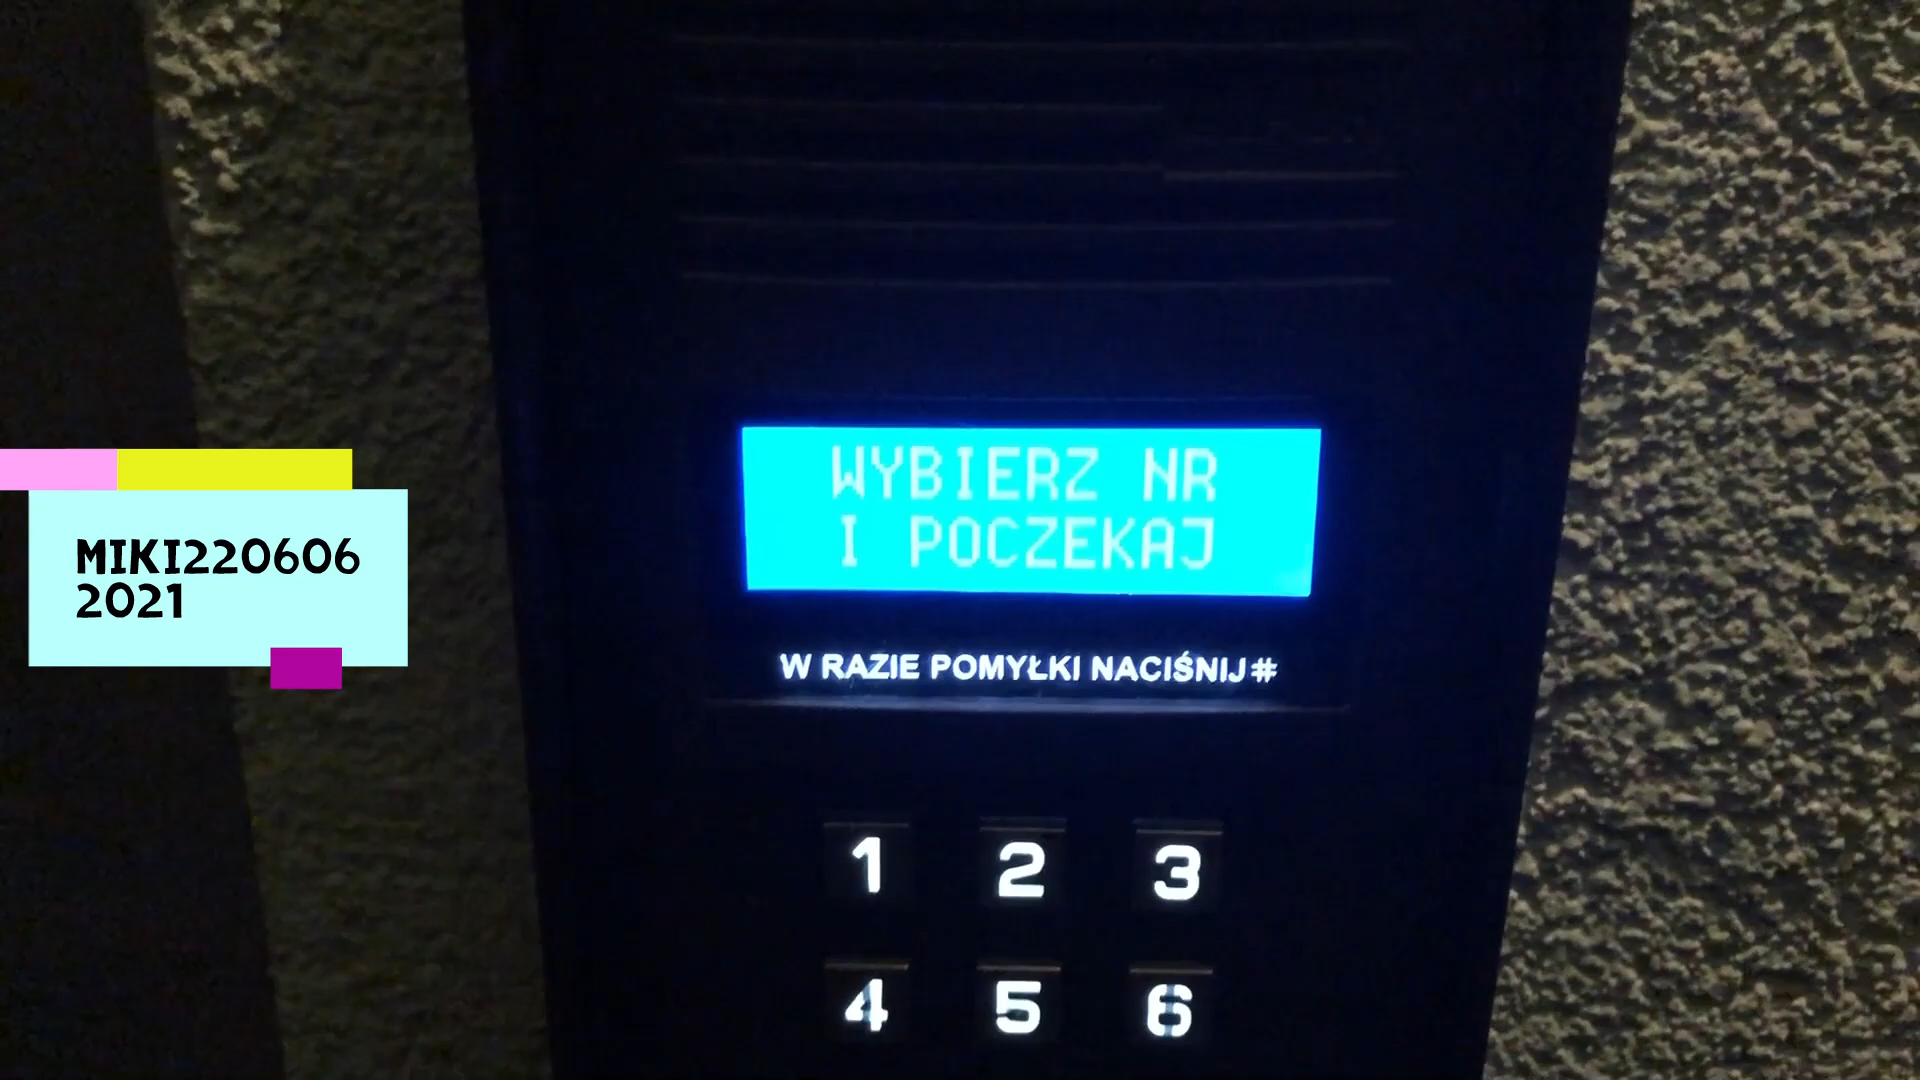 WYBIERZ NR
I POCZEKAJ
W RAZIE POMYŁKI NACIŚNIJ #
1 2 3
4 5 6
MIKI220606
2021